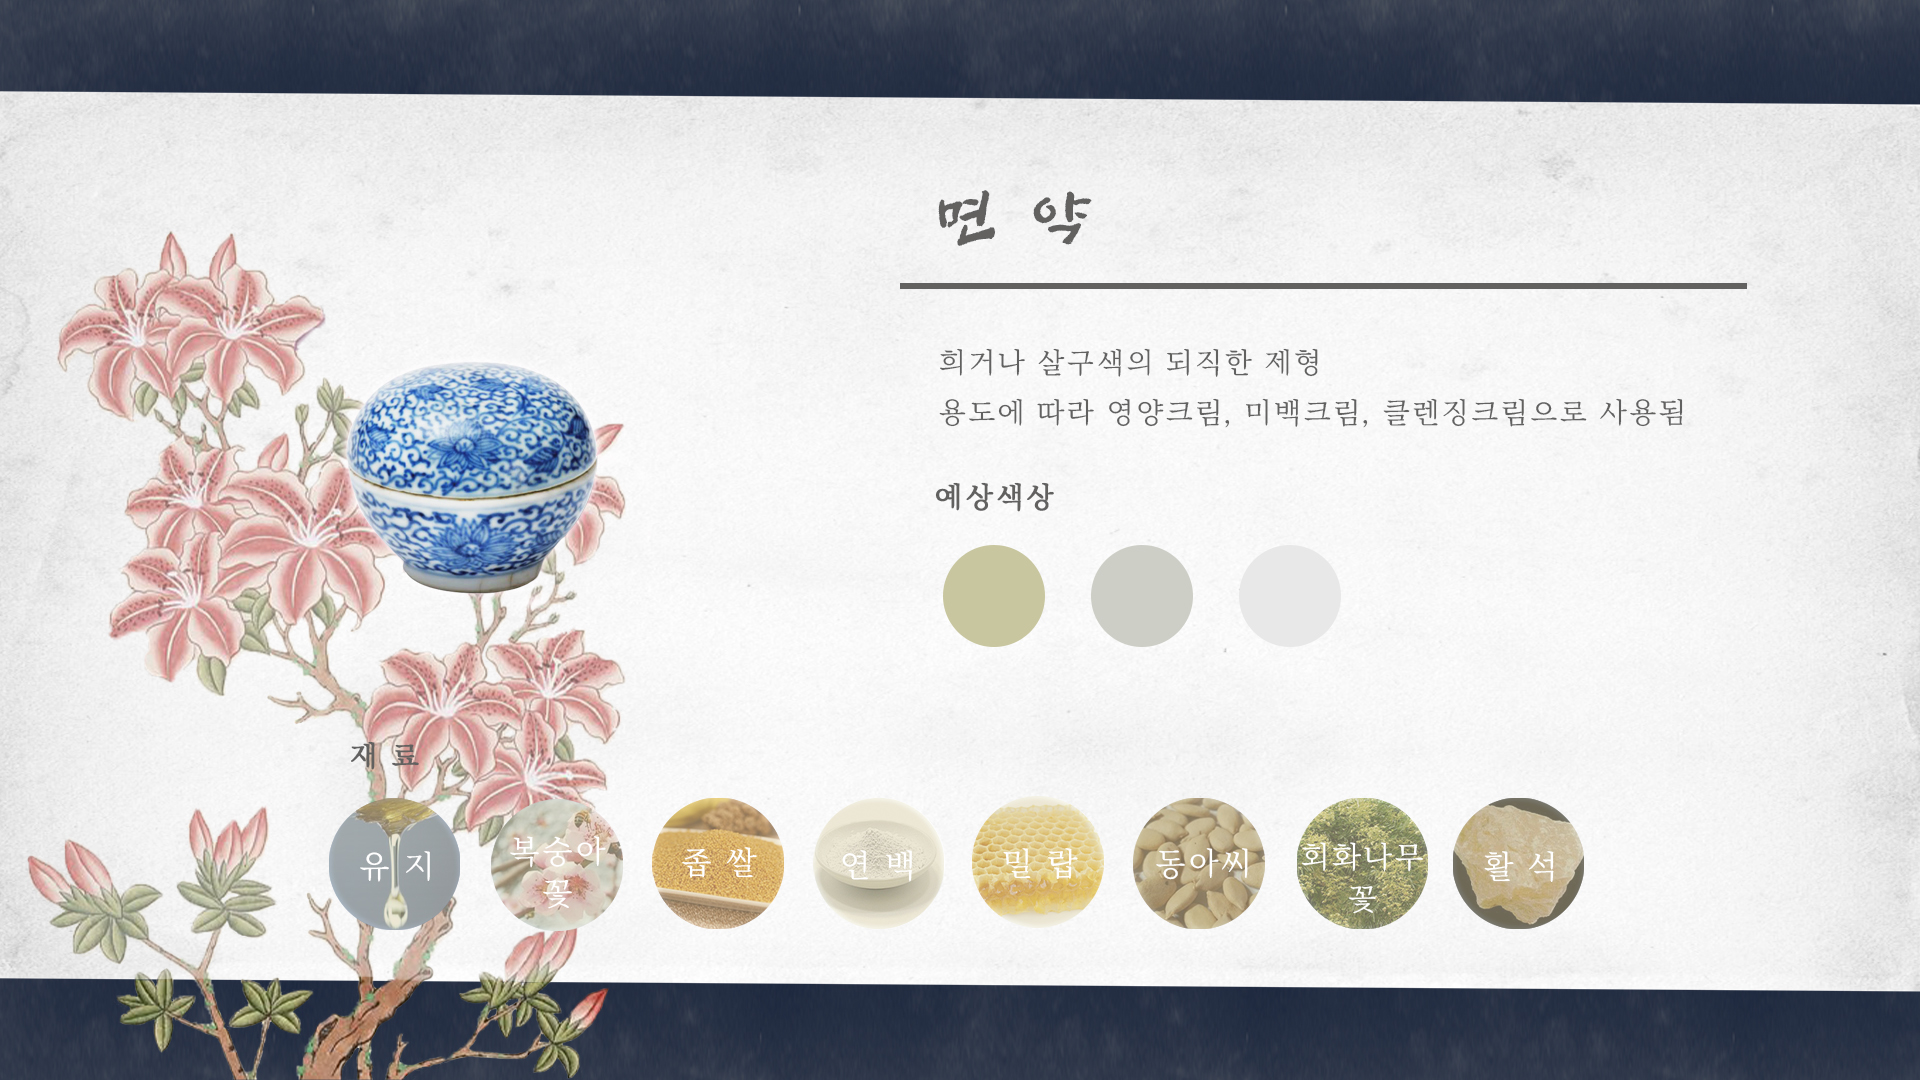 면 약
희거나 살구색의 되직한 제형
용도에 따라 영양크림, 미백크림, 클렌징크림으로 사용됨
예상색상
재 료
유 지
복숭아
꽃
좁 쌀
연 백
밀 랍
동아씨
회화나무
꽃
활 석